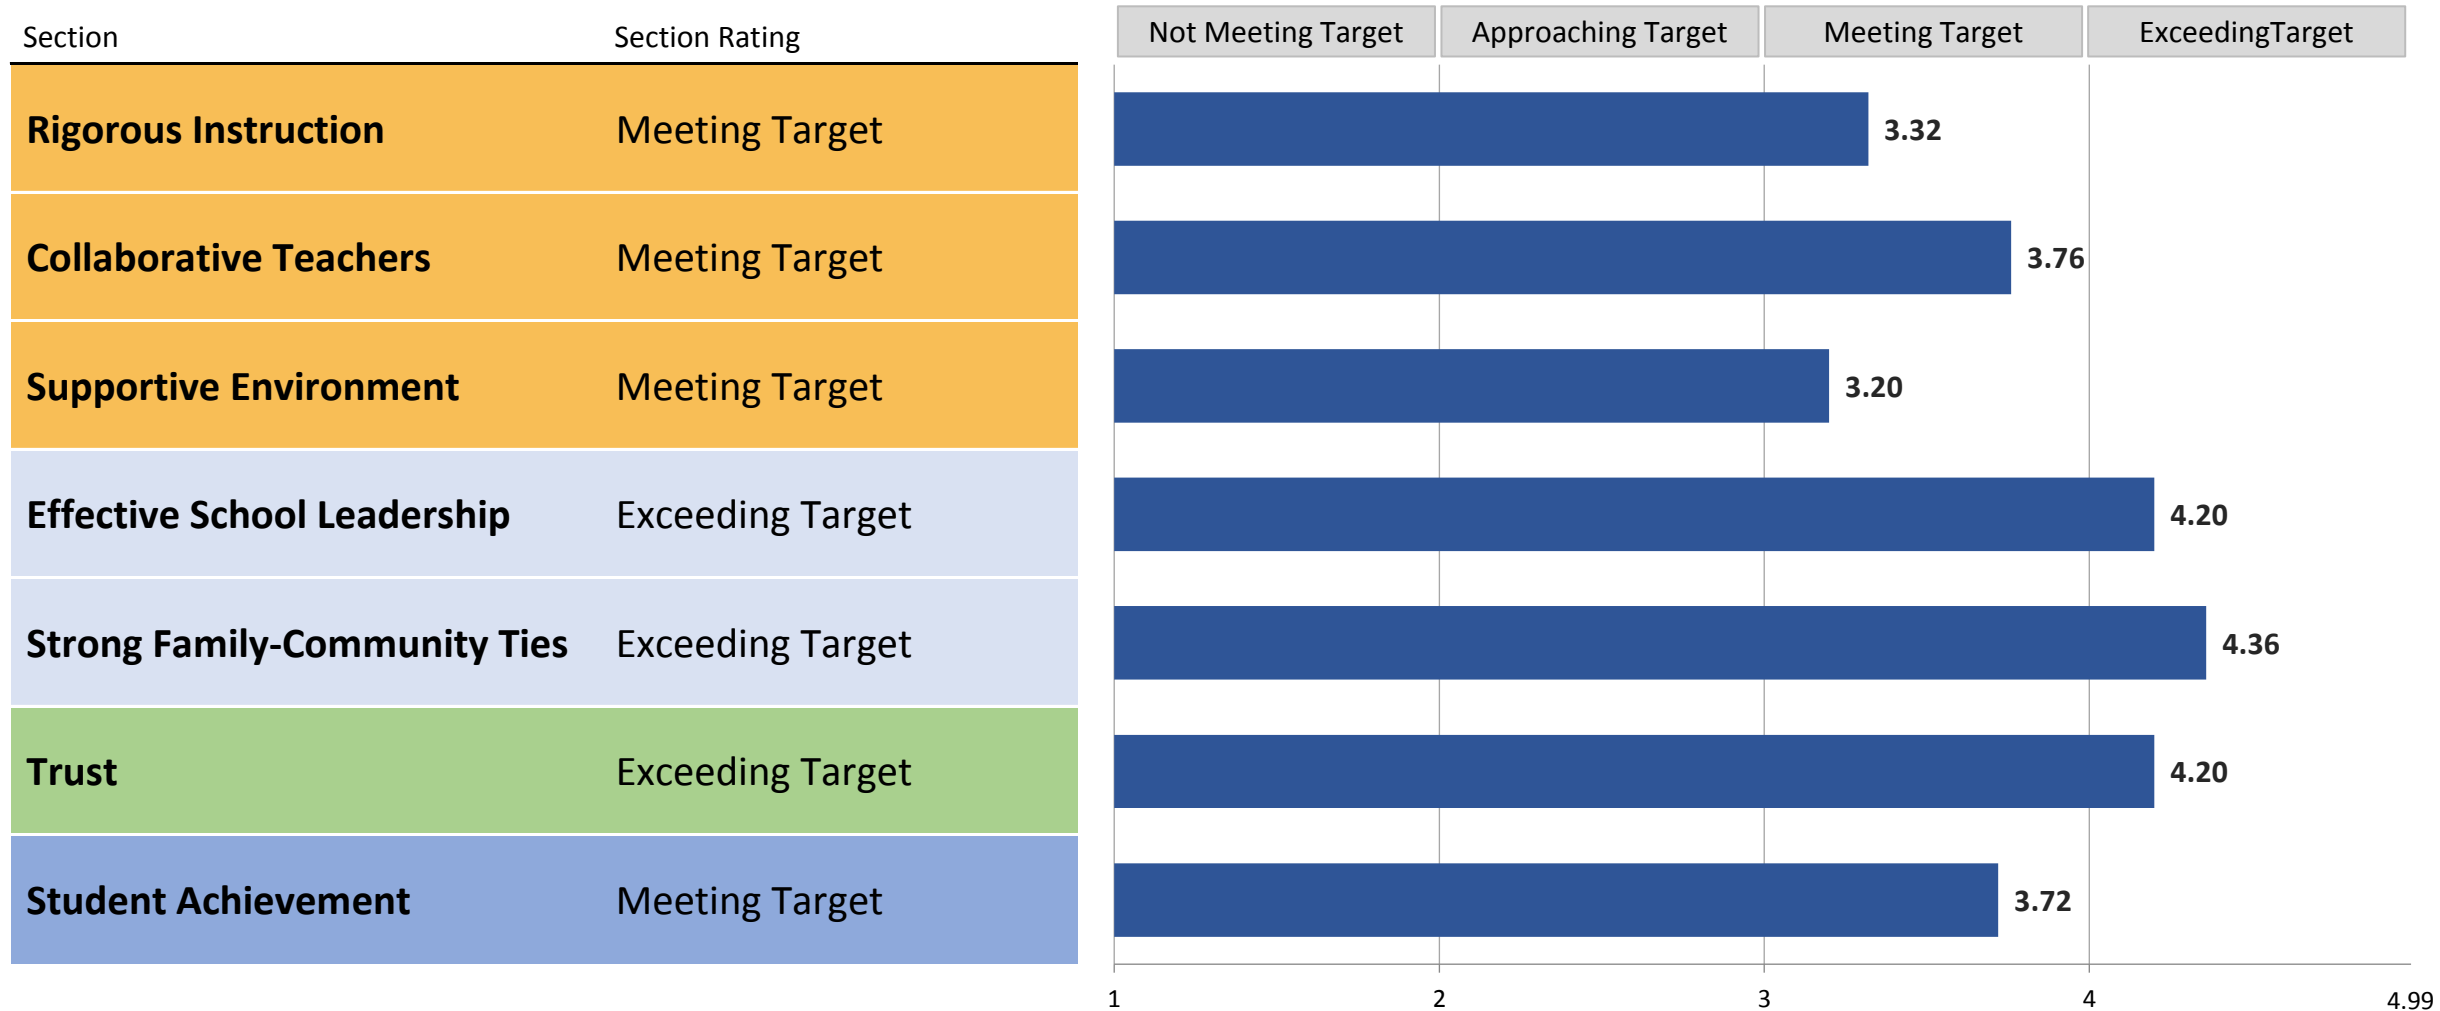 Section Section Rating Not Meeting Target Approaching Target Meeting Target ExceedingTarget
Rigorous Instruction Meeting Target 3.32
Collaborative Teachers Meeting Target 3.76
Supportive Environment Meeting Target 3.20
Effective School Leadership Exceeding Target 4.20
Strong Family-Community Ties Exceeding Target 4.36
Trust Exceeding Target 4.20
Student Achievement Meeting Target 3.72
1 2 3 4 4.99